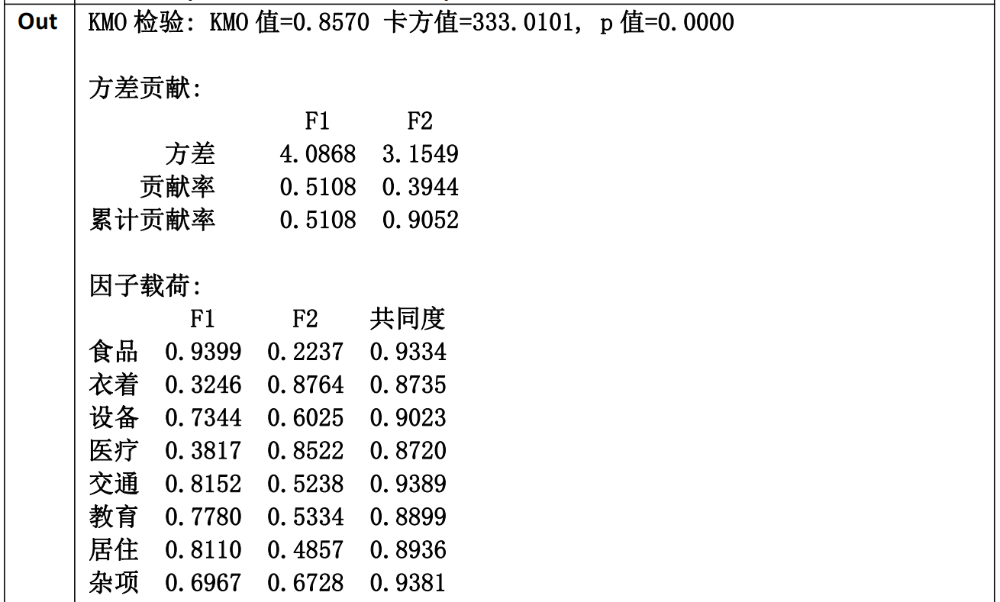 Out
KMO 检验: KMO 值=0.8570 卡方值=333.0101, p 值=0.0000
方差贡献:
F1 F2
方差 4.0868 3.1549
贡献率 0.5108 0.3944
累计贡献率 0.5108 0.9052
因子载荷:
F1 F2 共同度
食品 0.9399 0.2237 0.9334
衣着 0.3246 0.8764 0.8735
设备 0.7344 0.6025 0.9023
医疗 0.3817 0.8522 0.8720
交通 0.8152 0.5238 0.9389
教育 0.7780 0.5334 0.8899
居住 0.8110 0.4857 0.8936
杂项 0.6967 0.6728 0.9381